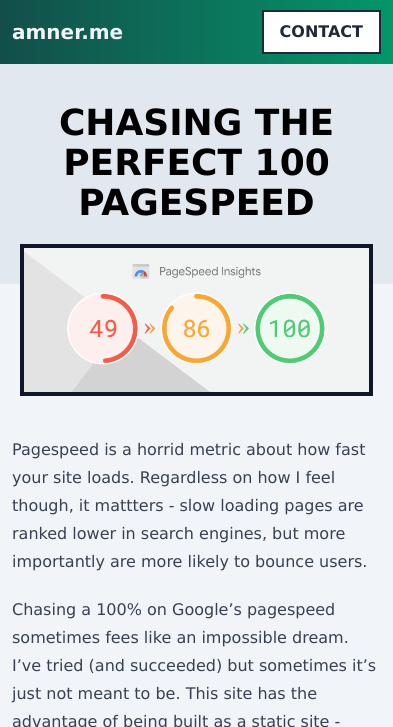 amner.me
CONTACT
CHASING THE
PERFECT 100
PAGESPEED
PageSpeed Insights
49 » 86 » 100
Pagespeed is a horrid metric about how fast
your site loads. Regardless on how I feel
though, it mattters - slow loading pages are
ranked lower in search engines, but more
importantly are more likely to bounce users.
Chasing a 100% on Google’s pagespeed
sometimes fees like an impossible dream.
I’ve tried (and succeeded) but sometimes it’s
just not meant to be. This site has the
advantage of being built as a static site -